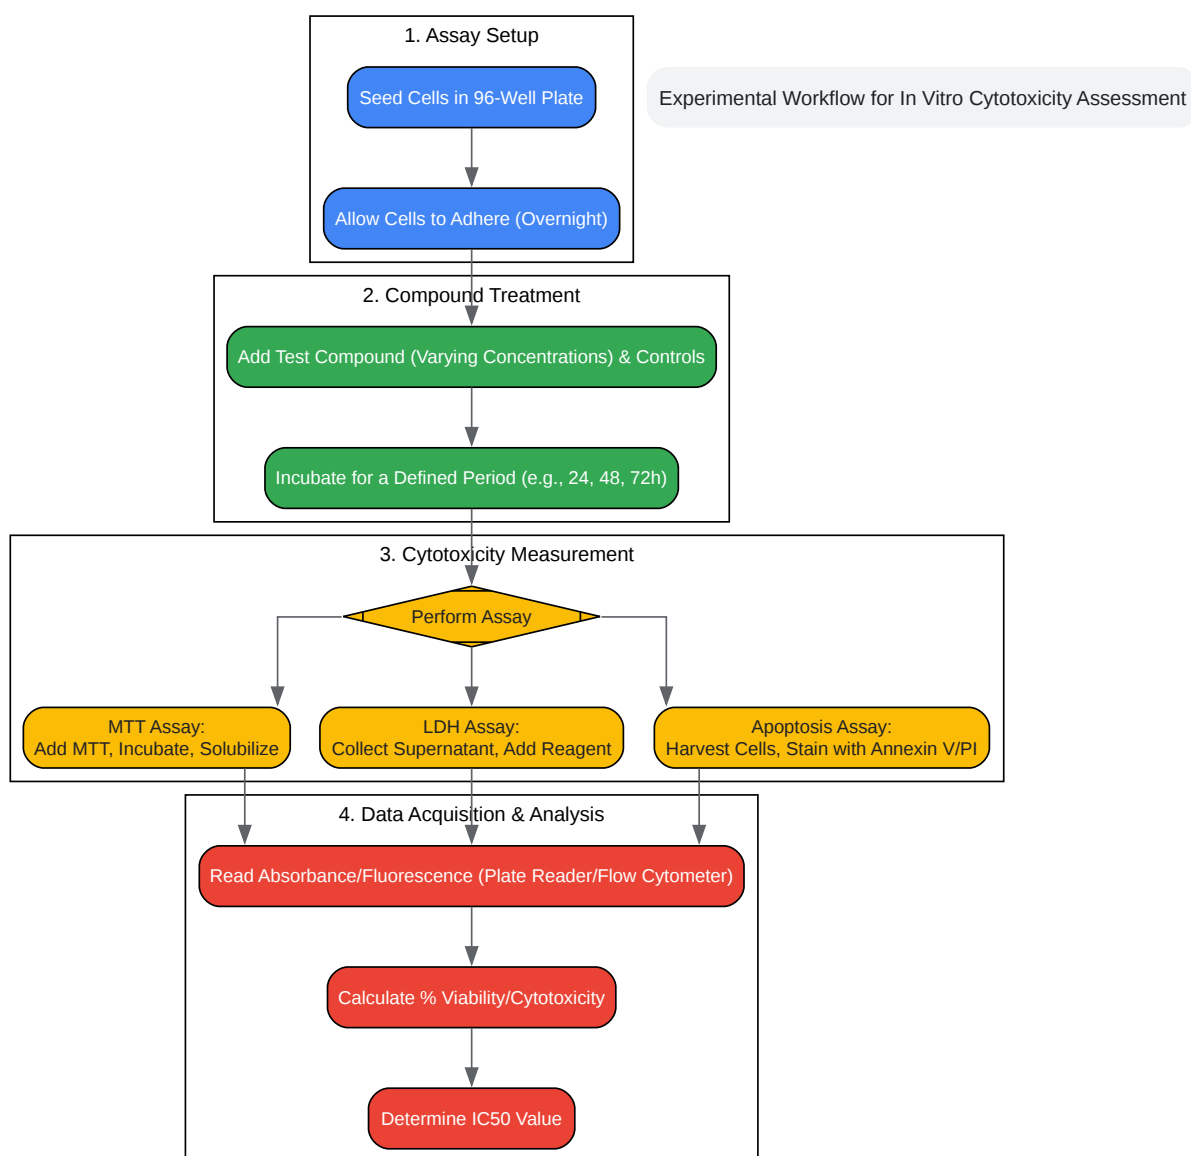 1. Assay Setup
Seed Cells in 96-Well Plate
Experimental Workflow for In Vitro Cytotoxicity Assessment
Allow Cells to Adhere (Overnight)
2. Compound Treatment
Add Test Compound (Varying Concentrations) & Controls
Incubate for a Defined Period (e.g., 24, 48, 72h)
3. Cytotoxicity Measurement
Perform Assay
MTT Assay:
Add MTT, Incubate, Solubilize
LDH Assay:
Collect Supernatant, Add Reagent
Apoptosis Assay:
Harvest Cells, Stain with Annexin V/PI
4. Data Acquisition & Analysis
Read Absorbance/Fluorescence (Plate Reader/Flow Cytometer)
Calculate % Viability/Cytotoxicity
Determine IC50 Value